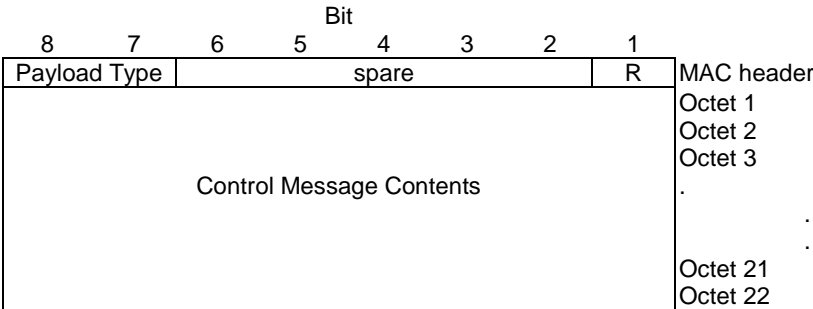 Bit
8 7 6 5 4 3 2 1
Payload Type spare R MAC header
Octet 1
Octet 2
Octet 3
Control Message Contents .
.
.
Octet 21
Octet 22